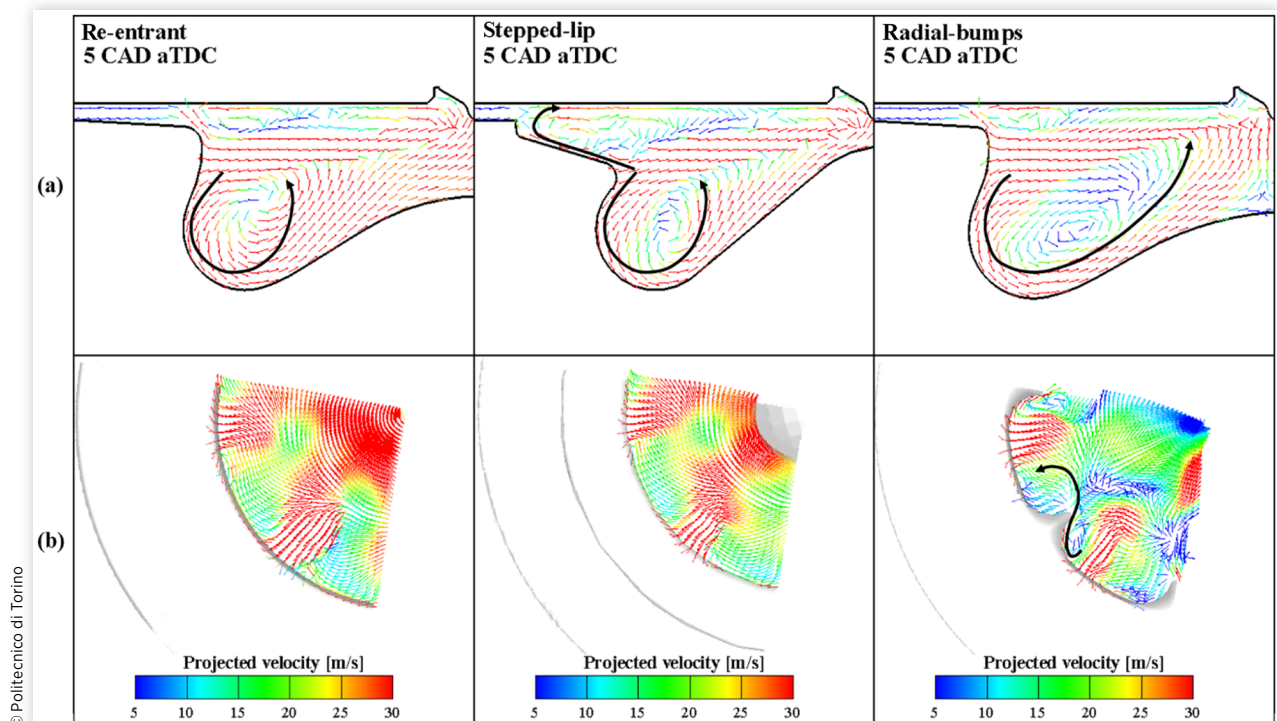 Re-entrant
5 CAD aTDC
Stepped-lip
5 CAD aTDC
Radial-bumps
5 CAD aTDC
(a)
(b)
Projected velocity [m/s]
5 10 15 20 25 30
Projected velocity [m/s]
5 10 15 20 25 30
Projected velocity [m/s]
5 10 15 20 25 30
© Politecnico di Torino